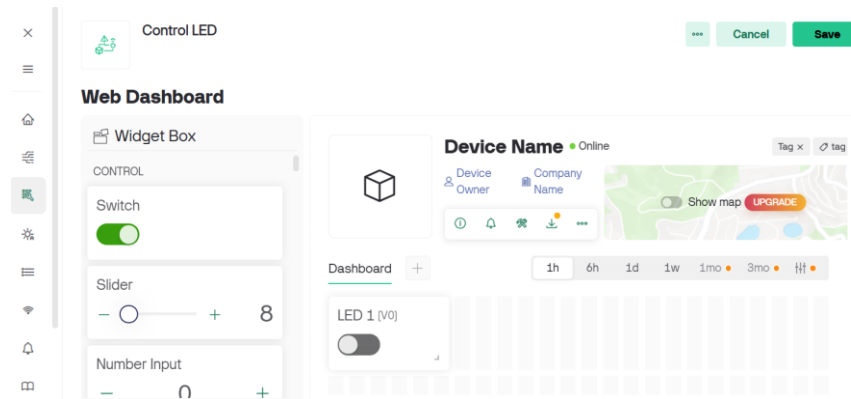 Control LED
Cancel
Save
Web Dashboard
Widget Box
CONTROL
Switch
Slider
8
Number Input
0
Device Name
Online
Tag ×
tag
Device
Owner
Company
Name
Show map
UPGRADE
Dashboard
1h 6h 1d 1w 1mo 3mo
LED 1 (V0)